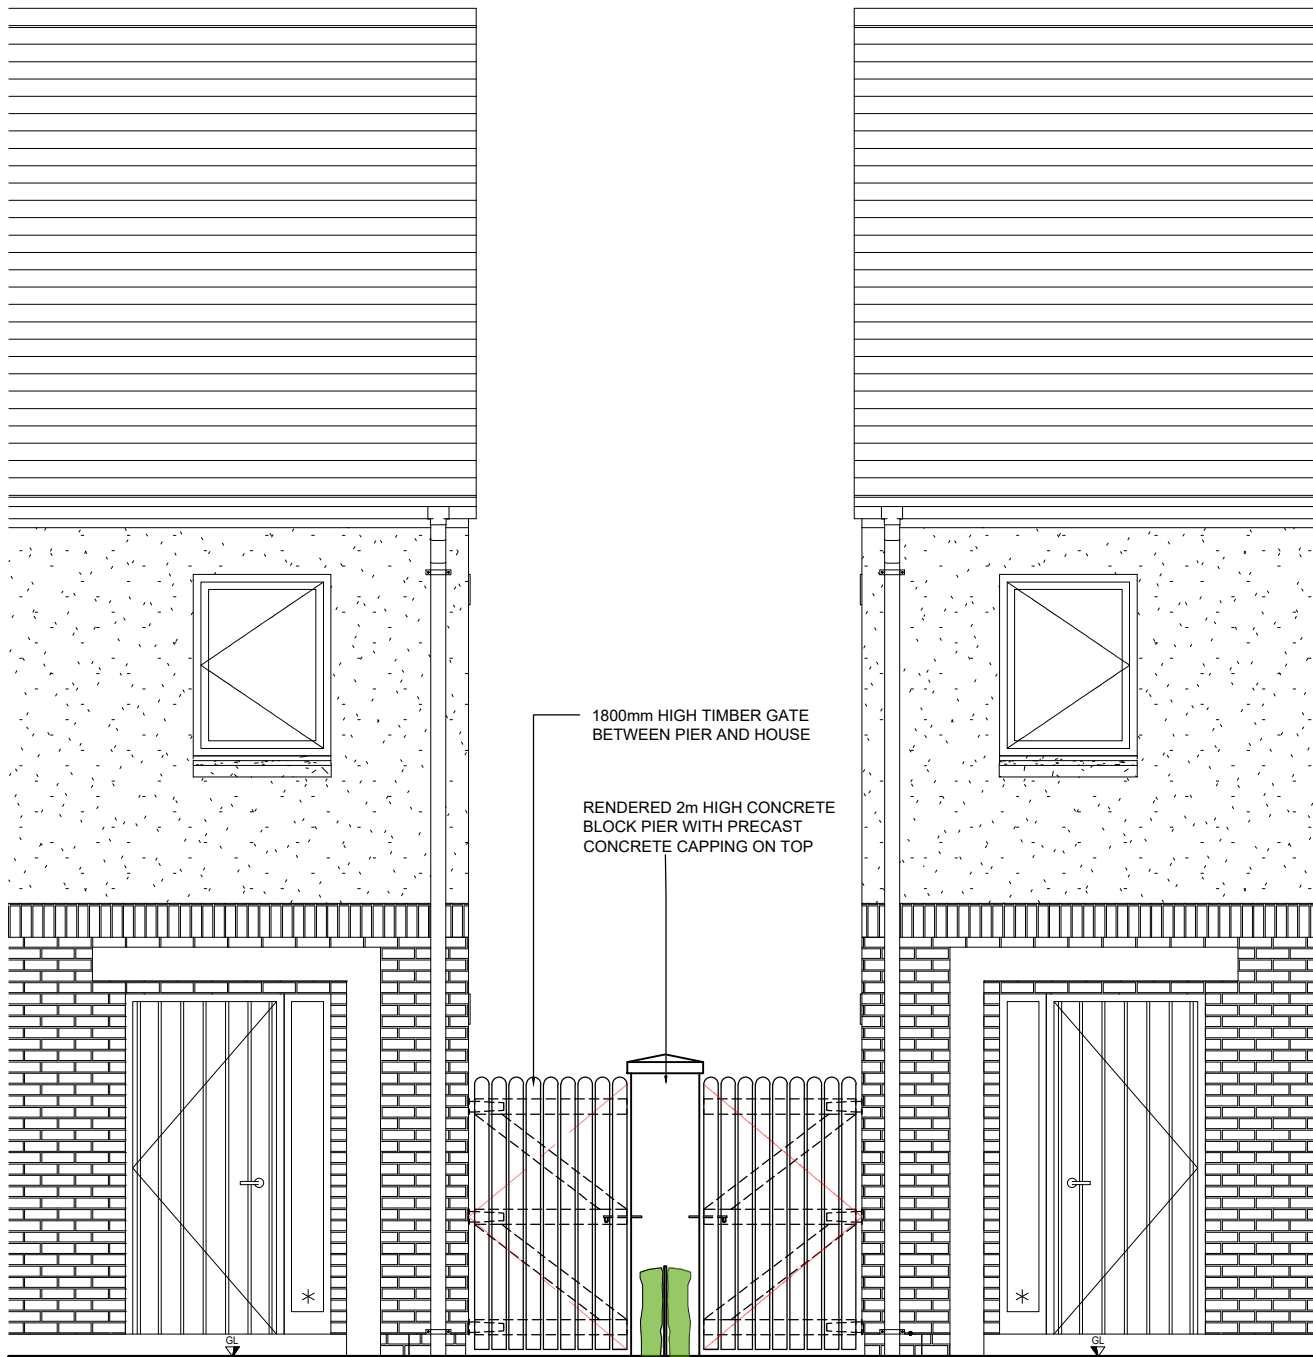 1800mm HIGH TIMBER GATE
BETWEEN PIER AND HOUSE
RENDERED 2m HIGH CONCRETE
BLOCK PIER WITH PRECAST
CONCRETE CAPPING ON TOP
GL
GL